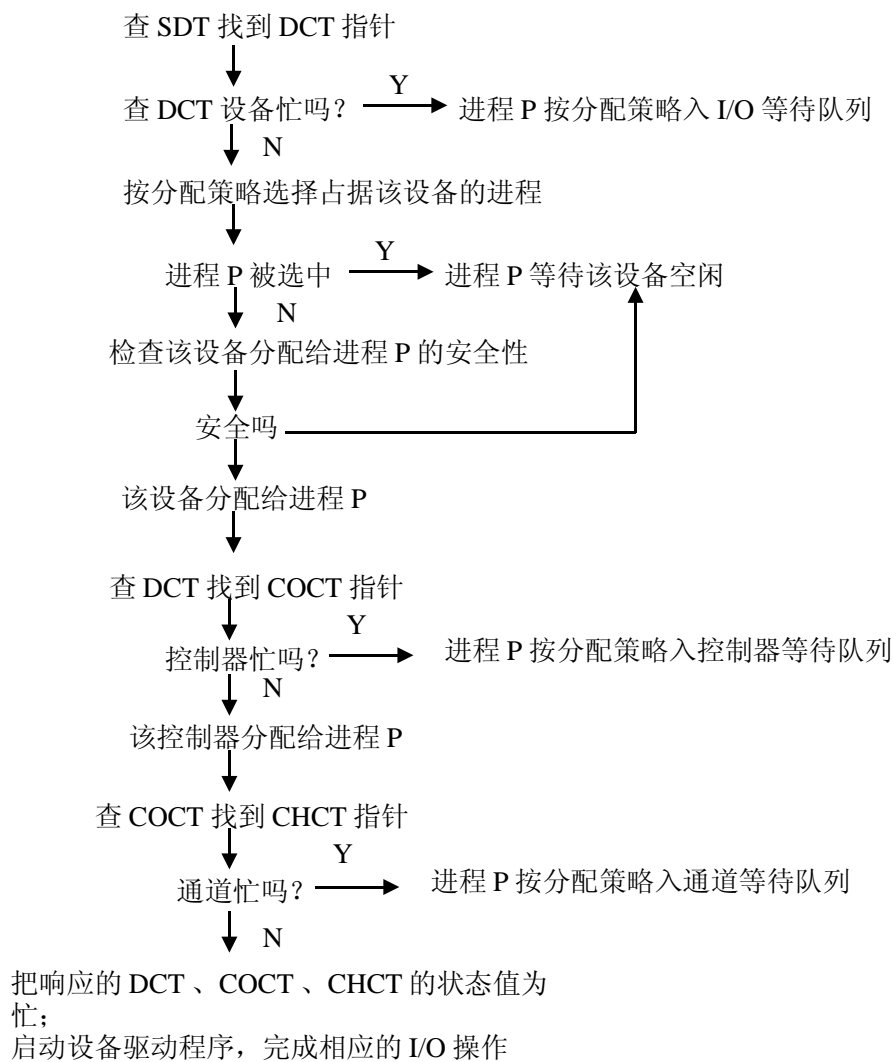 查 SDT 找到 DCT 指针
查 DCT 设备忙吗？
Y
进程 P 按分配策略入 I/O 等待队列
N
按分配策略选择占据该设备的进程
进程 P 被选中
Y
进程 P 等待该设备空闲
N
检查该设备分配给进程 P 的安全性
安全吗
该设备分配给进程 P
查 DCT 找到 COCT 指针
控制器忙吗？
Y
进程 P 按分配策略入控制器等待队列
N
该控制器分配给进程 P
查 COCT 找到 CHCT 指针
通道忙吗？
Y
进程 P 按分配策略入通道等待队列
N
把响应的 DCT 、COCT 、CHCT 的状态值为
忙；
启动设备驱动程序，完成相应的 I/O 操作